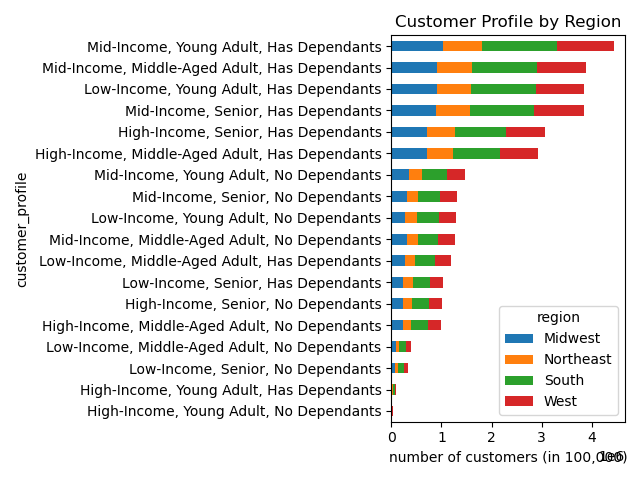 Customer Profile by Region
customer_profile
Mid-Income, Young Adult, Has Dependants
Mid-Income, Middle-Aged Adult, Has Dependants
Low-Income, Young Adult, Has Dependants
Mid-Income, Senior, Has Dependants
High-Income, Senior, Has Dependants
High-Income, Middle-Aged Adult, Has Dependants
Mid-Income, Young Adult, No Dependants
Mid-Income, Senior, No Dependants
Low-Income, Young Adult, No Dependants
Mid-Income, Middle-Aged Adult, No Dependants
Low-Income, Middle-Aged Adult, Has Dependants
Low-Income, Senior, Has Dependants
High-Income, Senior, No Dependants
High-Income, Middle-Aged Adult, No Dependants
Low-Income, Middle-Aged Adult, No Dependants
Low-Income, Senior, No Dependants
High-Income, Young Adult, Has Dependants
High-Income, Young Adult, No Dependants
region
Midwest
Northeast
South
West
0 1 2 3 4
number of customers (in 100,000)
1e6